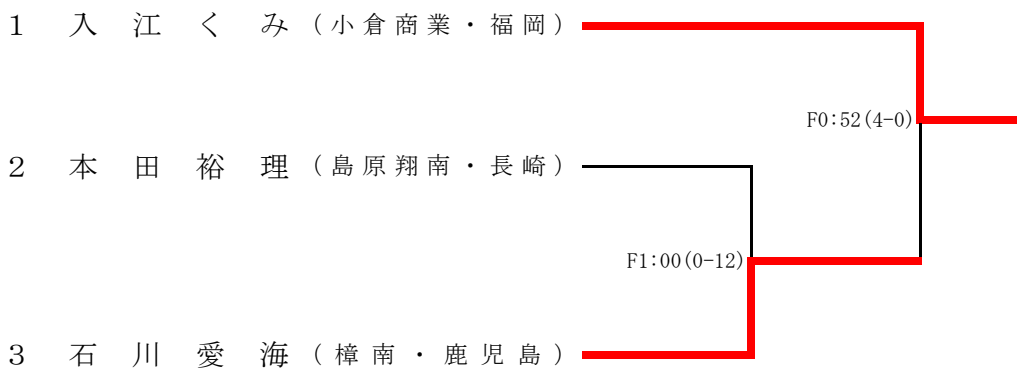 1 入江くみ (小倉商業・福岡)
F0:52(4-0)
2 本田裕理 (島原翔南・長崎)
F1:00(0-12)
3 石川愛海 (樟南・鹿児島)